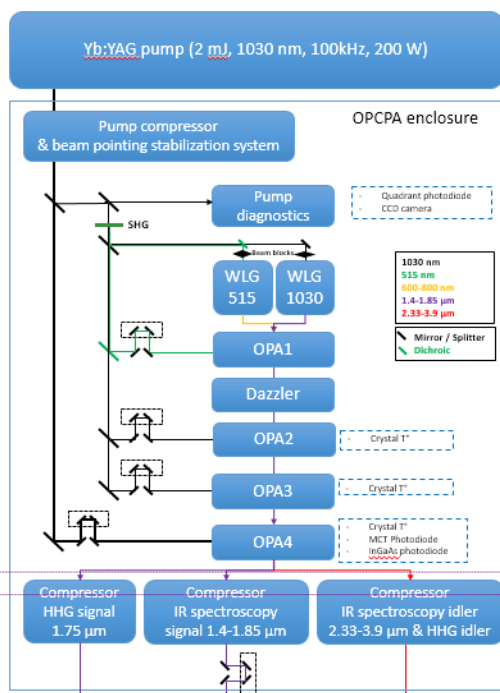 Yb:YAG pump (2 mJ, 1030 nm, 100kHz, 200 W)
OPCPA enclosure
Pump compressor
& beam pointing stabilization system
Pump
diagnostics
- Quadrant photodiode
- CCD camera
SHG
Beam blocks
WLG
515
WLG
1030
1030 nm
515 nm
600-800 nm
1.4-1.85 µm
2.33-3.9 µm
Mirror / Splitter
Dichroic
OPA1
Dazzler
OPA2
- Crystal T°
OPA3
- Crystal T°
OPA4
- Crystal T°
- MCT Photodiode
- InGaAs photodiode
Compressor
HHG signal
1.75 µm
Compressor
IR spectroscopy
signal 1.4-1.85 µm
Compressor
IR spectroscopy idler
2.33-3.9 µm & HHG idler